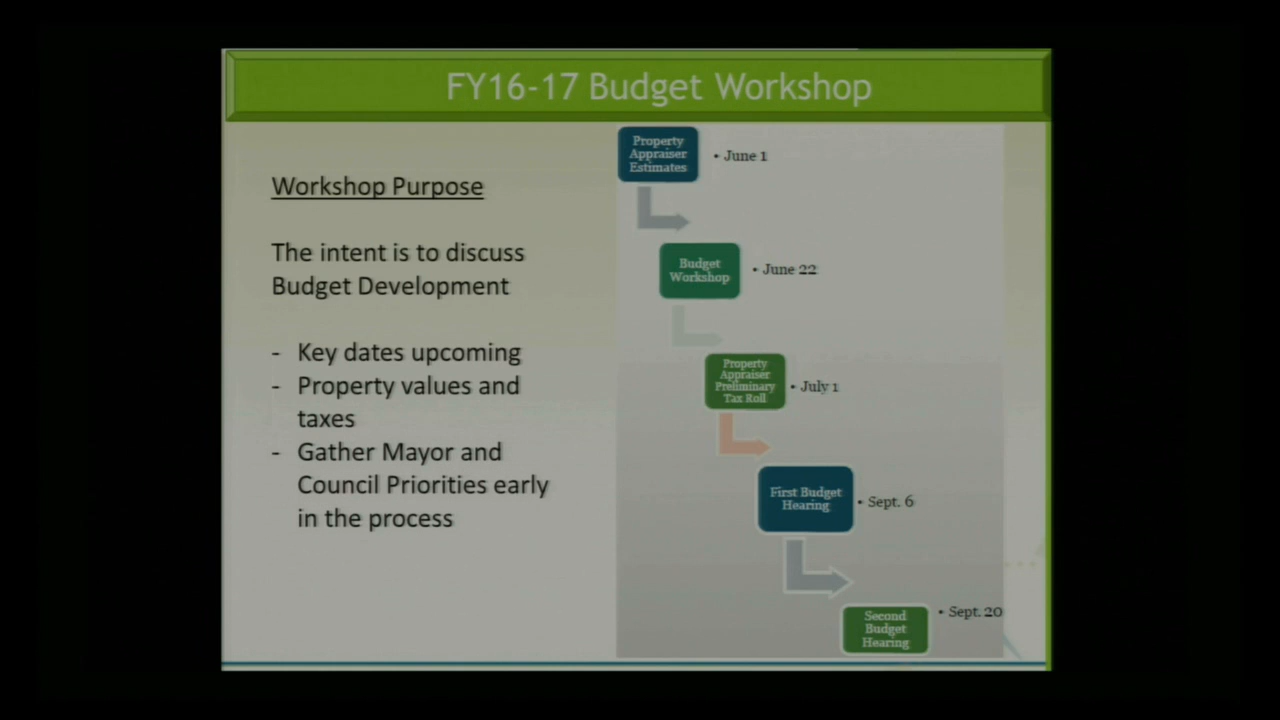 FY16-17 Budget Workshop
Workshop Purpose
The intent is to discuss
Budget Development
- Key dates upcoming
- Property values and
taxes
- Gather Mayor and
Council Priorities early
in the process
Property
Appraiser
Estimates
• June 1
Budget
Workshop
• June 22
Property
Appraiser
Preliminary
Tax Roll
• July 1
First Budget
Hearing
• Sept. 6
Second
Budget
Hearing
• Sept. 20